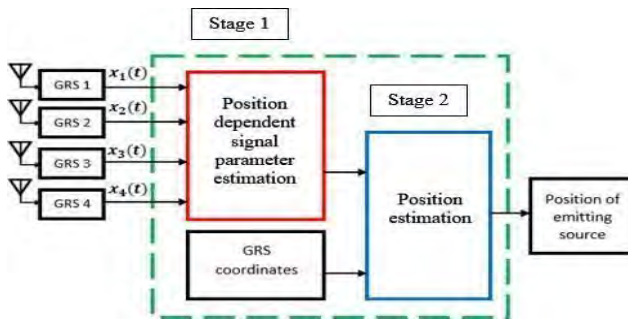 Stage 1
GRS 1
x₁(t)
GRS 2
x₂(t)
GRS 3
x₃(t)
GRS 4
x₄(t)
Position
dependent
signal
parameter
estimation
Stage 2
GRS
coordinates
Position
estimation
Position of
emitting
source